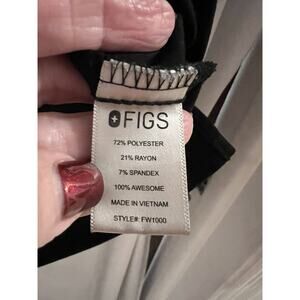 FIGS
72% POLYESTER
21% RAYON
7% SPANDEX
100% AWESOME
MADE IN VIETNAM
STYLE#: FW1000